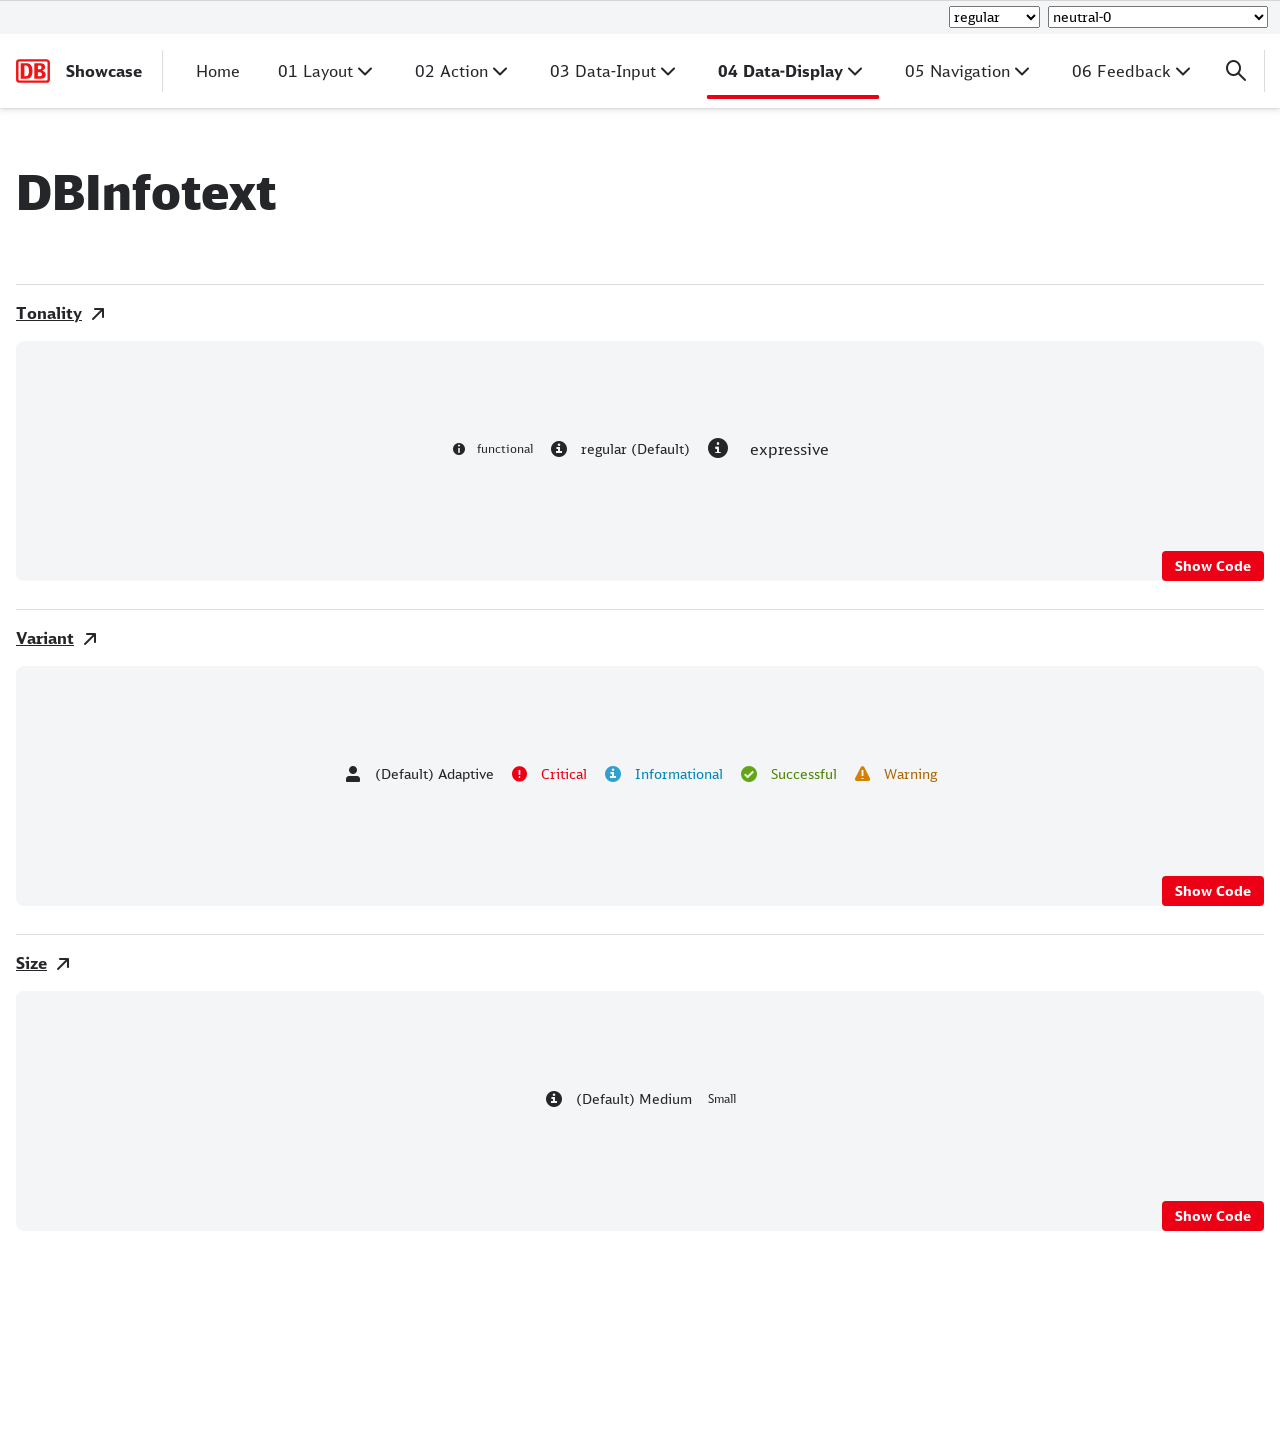 regular neutral-0
DB Showcase Home 01 Layout 02 Action 03 Data-Input 04 Data-Display 05 Navigation 06 Feedback
DBInfotext
Tonality
functional regular (Default) expressive
Show Code
Variant
(Default) Adaptive Critical Informational Successful Warning
Show Code
Size
(Default) Medium Small
Show Code